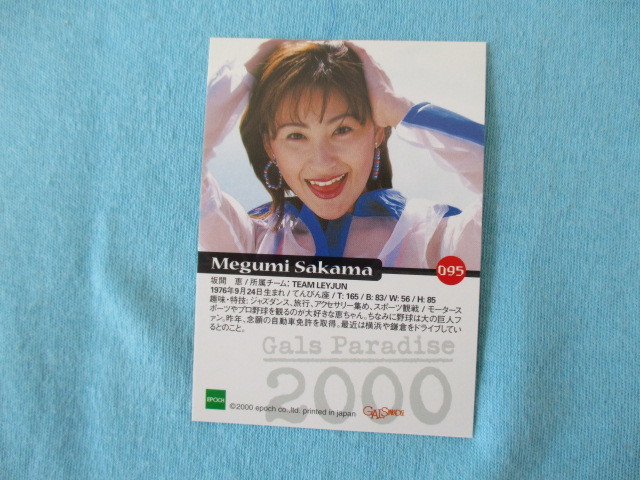 Megumi Sakama
095
坂間 恵 / 所属チーム: TEAM LEYJUN
1976年9月24日生まれ / てんびん座 / T: 165 / B: 83/ W: 56 / H: 85
趣味・特技: ジャズダンス、旅行、アクセサリー集め、スポーツ観戦 / モータース
ポーツやプロ野球を観るのが大好きな恵ちゃん。ちなみに野球は大の巨人フ
ァン。昨年、念願の自動車免許を取得。最近は横浜や鎌倉をドライブしてい
るとのこと。
Gals Paradise
2000
EPOCH
©2000 epoch co.,ltd. printed in japan